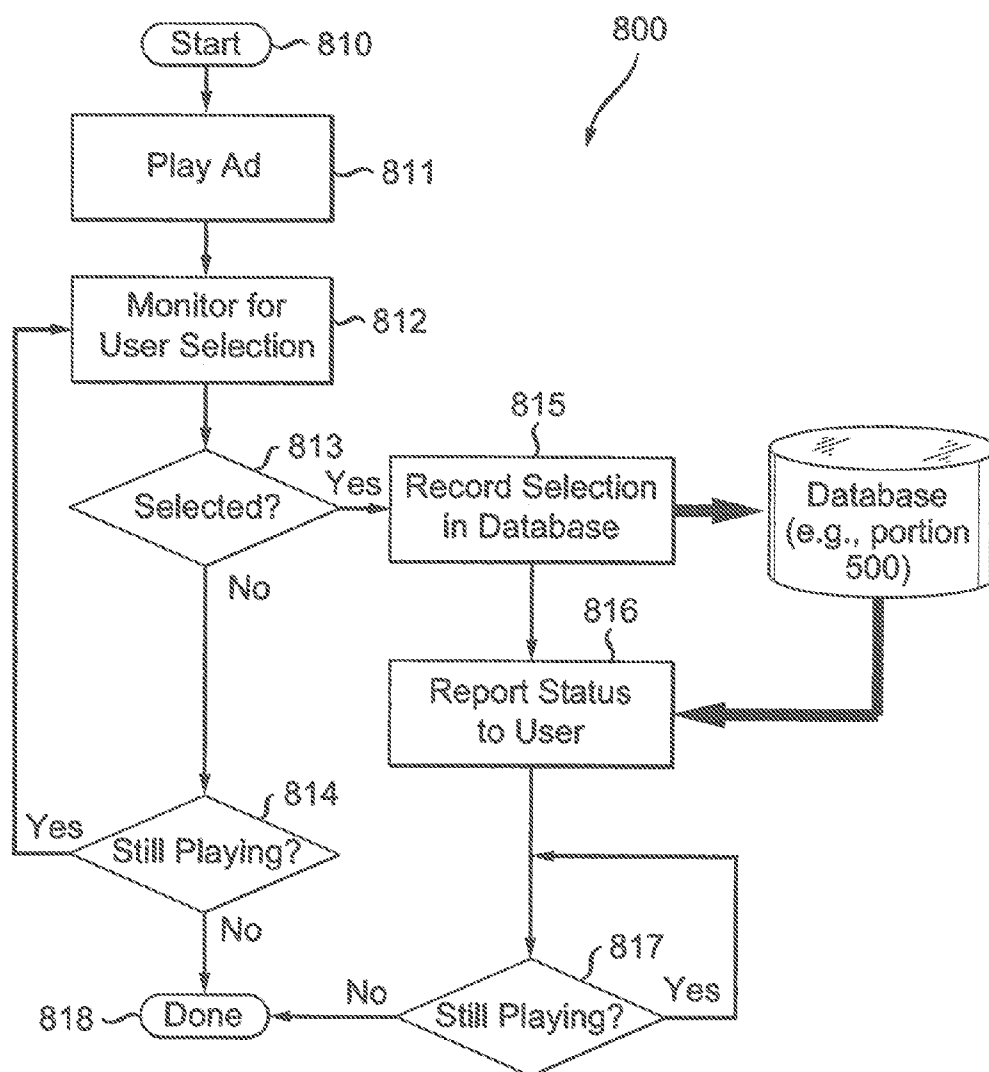 Start
810
800
Play Ad
811
Monitor for
User Selection
812
813
Selected?
Yes
No
815
Record Selection
in Database
Database
(e.g., portion
500)
816
Report Status
to User
814
Still Playing?
Yes
No
817
Still Playing?
Yes
No
818
Done